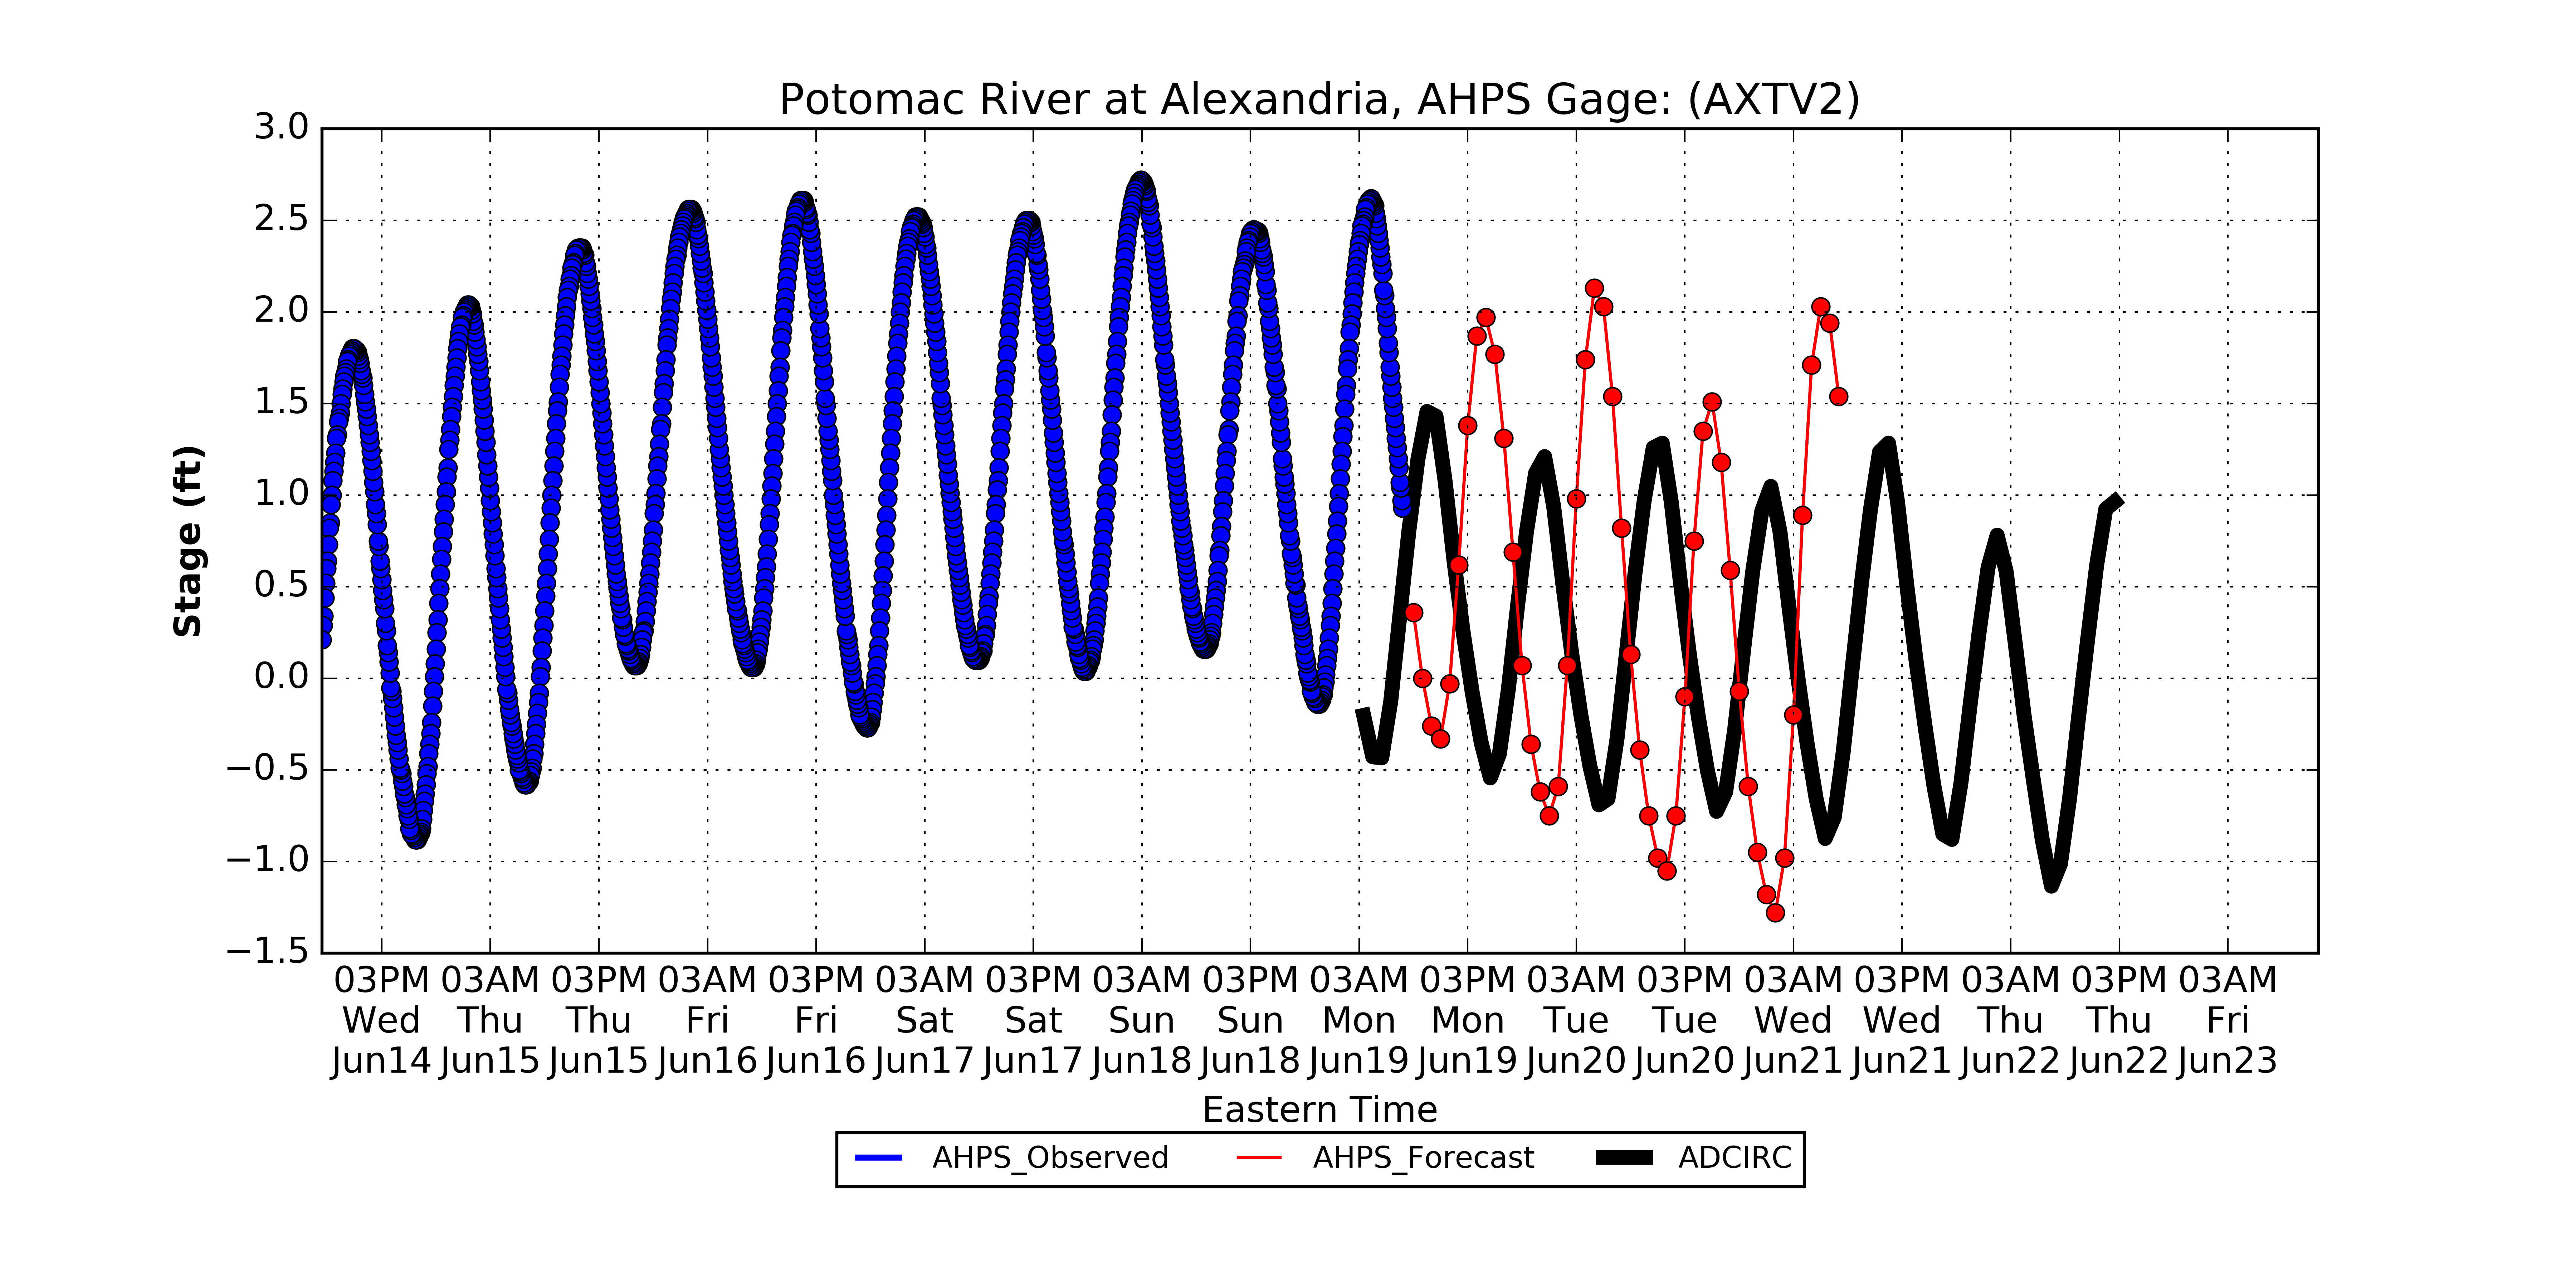 Potomac River at Alexandria, AHPS Gage: (AXTV2)
3.0
2.5
2.0
1.5
1.0
0.5
0.0
−0.5
−1.0
−1.5
Stage (ft)
03PM 03AM 03PM 03AM 03PM 03AM 03PM 03AM 03PM 03AM 03PM 03AM 03PM 03AM 03PM 03AM 03PM 03AM
Wed Thu Thu Fri Fri Sat Sat Sun Sun Mon Mon Tue Tue Wed Wed Thu Thu Fri
Jun14 Jun15 Jun15 Jun16 Jun16 Jun17 Jun17 Jun18 Jun18 Jun19 Jun19 Jun20 Jun20 Jun21 Jun21 Jun22 Jun22 Jun23
Eastern Time
AHPS_Observed AHPS_Forecast ADCIRC